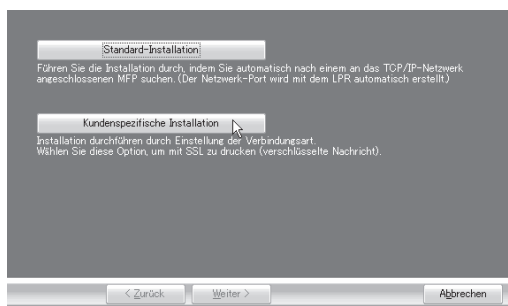 Standard-Installation
Führen Sie die Installation durch, indem Sie automatisch nach einem an das TCP/IP-Netzwerk
angeschlossenen MFP suchen. (Der Netzwerk-Port wird mit dem LPR automatisch erstellt.)
Kundenspezifische Installation
Installation durchführen durch Einstellung der Verbindungsart.
Wählen Sie diese Option, um mit SSL zu drucken (verschlüsselte Nachricht).
< Zurück Weiter > Abbrechen